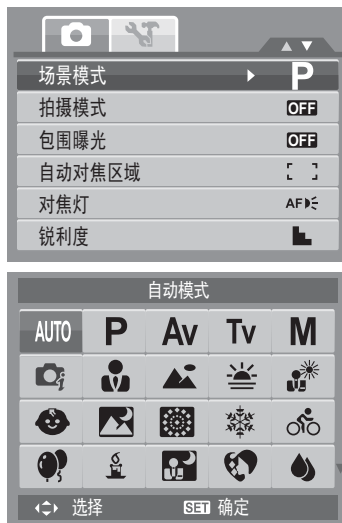 场景模式 P
拍摄模式 OFF
包围曝光 OFF
自动对焦区域
对焦灯 AF
锐利度
自动模式
AUTO P Av Tv M
选择 SET 确定